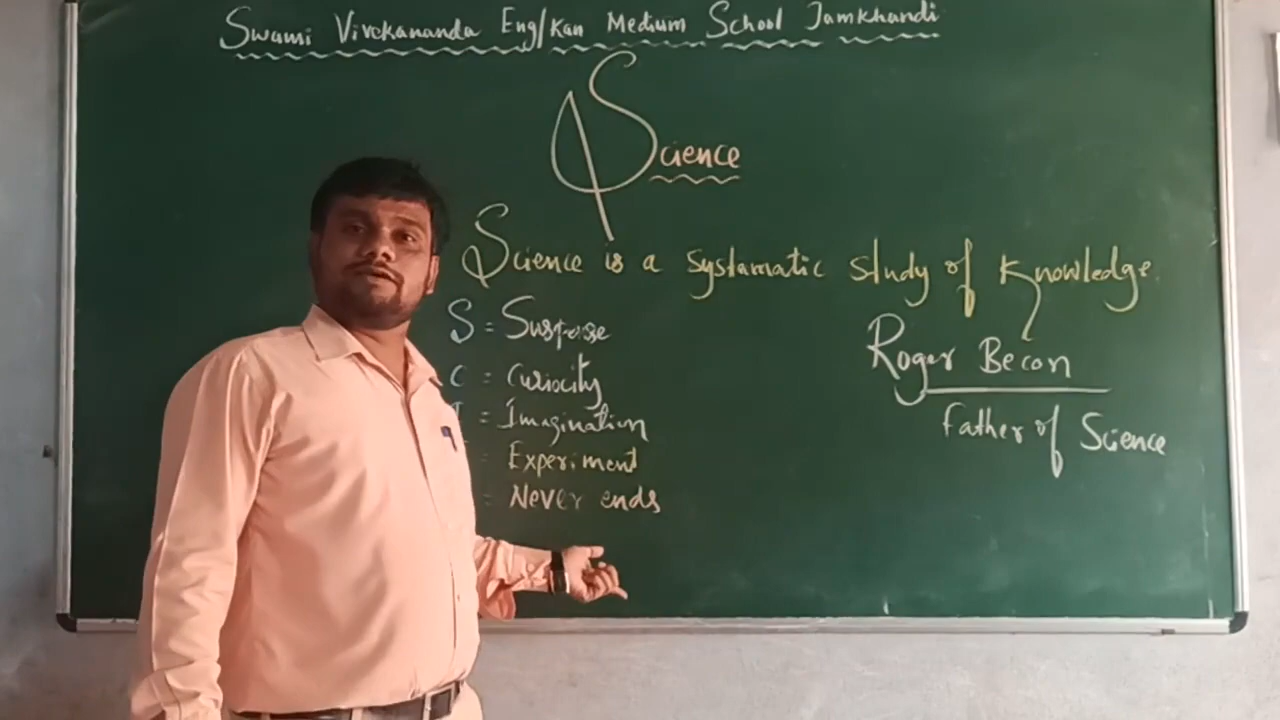 Swami Vivekananda Eng/Kan Medium School Jamkhandi
Science
Science is a systamatic study of Knowledge.
S = Suspense
C = Curiocity
I = Imagination
= Experiment
= Never ends
Roger Becon
Father of Science